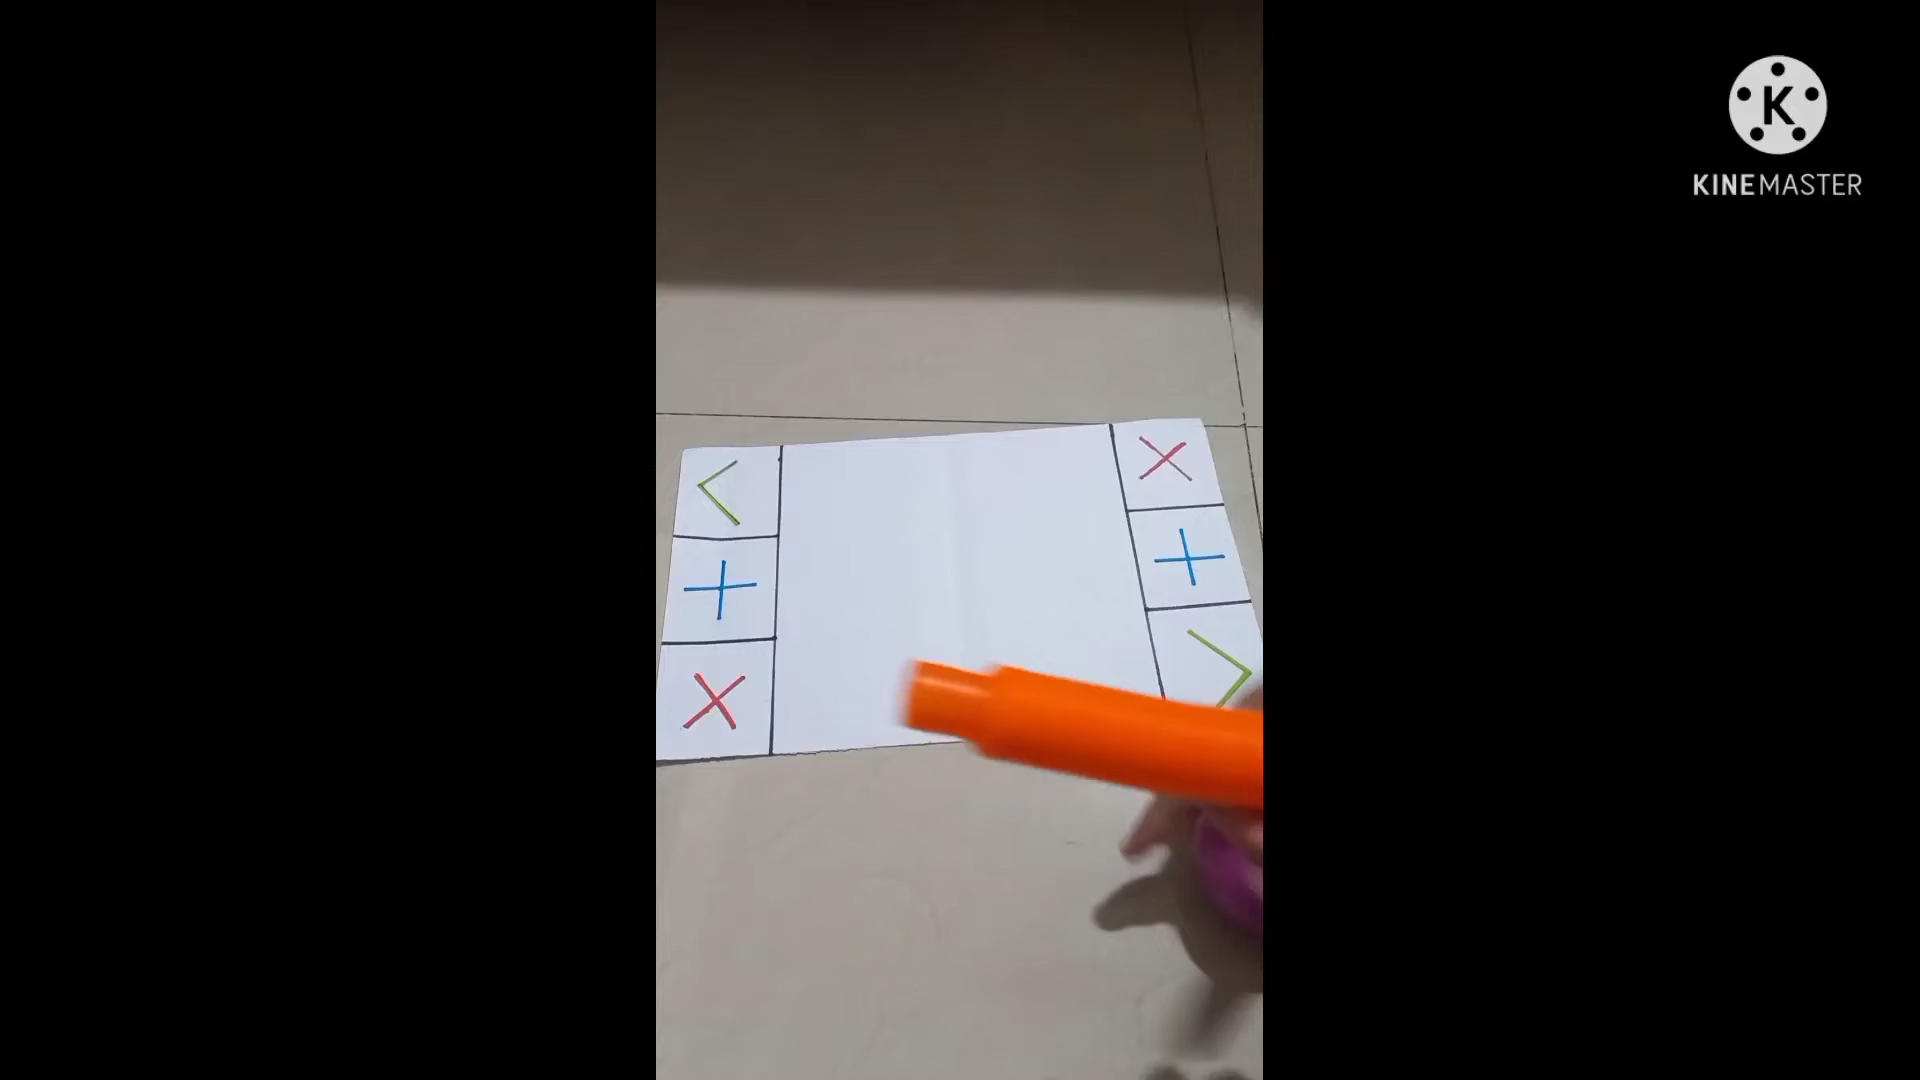 K
KINEMASTER
< ×
+ +
× >